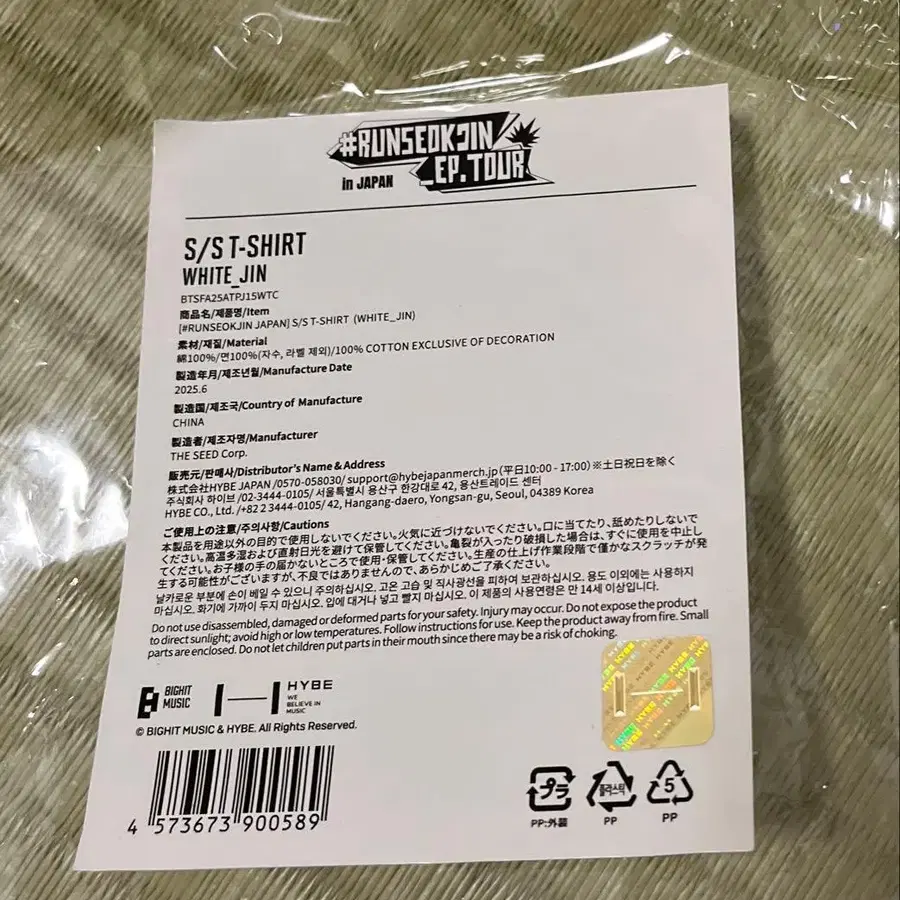 #RUNSEOKJIN
_EP.TOUR
in JAPAN
S/S T-SHIRT
WHITE_JIN
BTSFA25ATPJ15WTC
商品名/제품명/Item
[#RUNSEOKJIN JAPAN] S/S T-SHIRT (WHITE_JIN)
素材/재질/Material
綿100%/면100%(자수, 라벨 제외)/100% COTTON EXCLUSIVE OF DECORATION
製造年月/제조년월/Manufacture Date
2025.6
製造国/제조국/Country of Manufacture
CHINA
製造者/제조자명/Manufacturer
THE SEED Corp.
販売元/판매사/Distributor's Name & Address
株式会社HYBE JAPAN /0570-058030/ support@hybejapanmerch.jp (平日10:00 - 17:00) ※土日祝日を除く
주식회사 하이브 /02-3444-0105/ 서울특별시 용산구 한강대로 42, 용산트레이드 센터
HYBE CO., Ltd. /+82 2 3444-0105/ 42, Hangang-daero, Yongsan-gu, Seoul, 04389 Korea
ご使用上の注意/주의사항/Cautions
本製品を用途以外の目的で使用しないでください。火気に近づけないでください。口に当てたり、舐めたりしないで
ください。高温多湿および直射日光を避けて保管してください。亀裂が入ったり破損した場合は、すぐに使用を中止し
てください。お子様の手の届かないところで使用・保管してください。生産の仕上げ作業段階で僅かなスクラッチが発
生する可能性がございますが、不良ではありませんので、あらかじめご了承ください。
날카로운 부분에 손이 베일 수 있으니 주의하십시오. 고온 고습 및 직사광선을 피하여 보관하십시오. 용도 이외에는 사용하지
마십시오. 화기에 가까이 두지 마십시오. 입에 대거나 넣고 빨지 마십시오. 이 제품의 사용연령은 만 14세 이상입니다.
Do not use disassembled, damaged or deformed parts for your safety. Injury may occur. Do not expose the product
to direct sunlight; avoid high or low temperatures. Follow instructions for use. Keep the product away from fire. Small
parts are enclosed. Do not let children put parts in their mouth since there may be a risk of choking.
BIGHIT
MUSIC
HYBE
WE
BELIEVE IN
MUSIC
© BIGHIT MUSIC & HYBE. All Rights Reserved.
4 573673 900589
HYBE
プラ
PP:外装
플라스틱
PP
5
PP